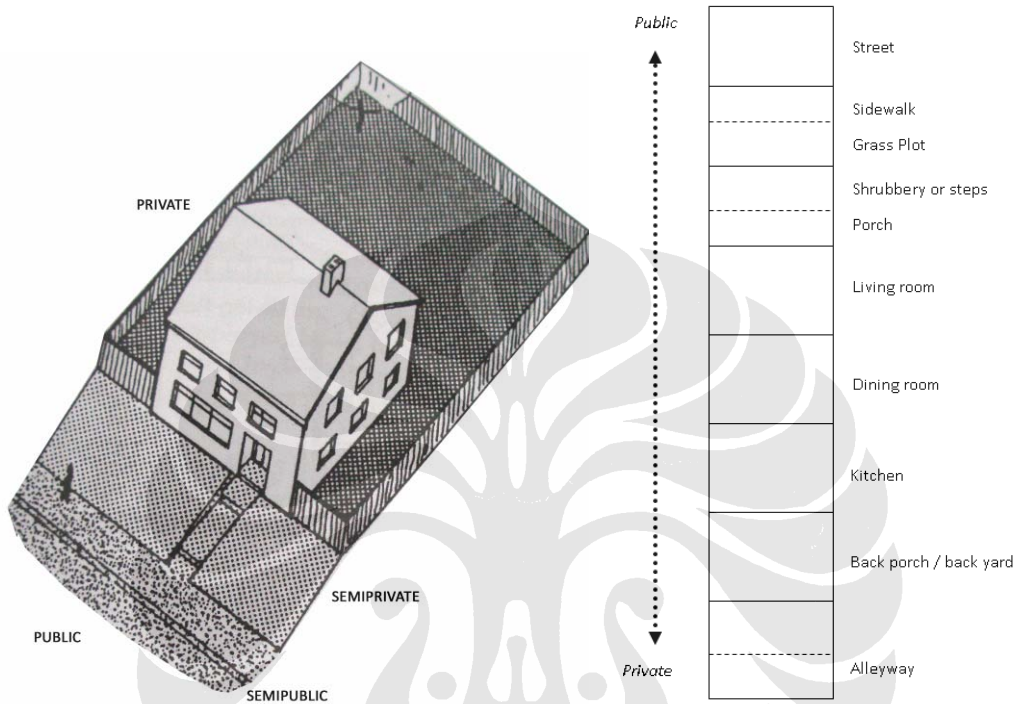 PRIVATE
SEMIPRIVATE
PUBLIC
SEMIPUBLIC
Public
Private
Street
Sidewalk
Grass Plot
Shrubbery or steps
Porch
Living room
Dining room
Kitchen
Back porch / back yard
Alleyway